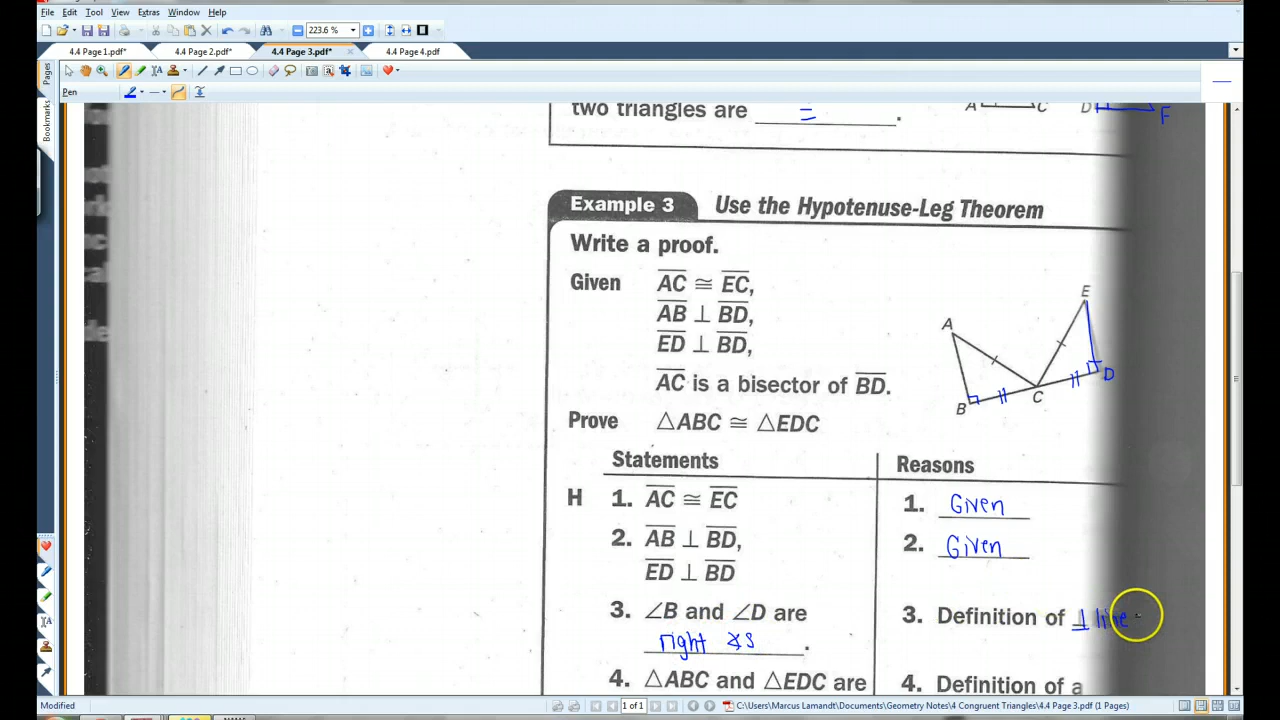 File Edit Tool View Extras Window Help
223.6 %
4.4 Page 1.pdf* 4.4 Page 2.pdf* 4.4 Page 3.pdf* 4.4 Page 4.pdf
Pages
Bookmarks
Pen
two triangles are ≅ .
A C D F
Example 3 Use the Hypotenuse-Leg Theorem
Write a proof.
Given AC ≅ EC,
AB ⊥ BD,
ED ⊥ BD,
AC is a bisector of BD.
E
A
D
C
B
Prove △ABC ≅ △EDC
Statements Reasons
H 1. AC ≅ EC 1. Given
2. AB ⊥ BD, 2. Given
ED ⊥ BD
3. ∠B and ∠D are 3. Definition of ⊥ line
right ∡s .
4. △ABC and △EDC are 4. Definition of a
Modified 1 of 1 C:\Users\Marcus Lamandt\Documents\Geometry Notes\4 Congruent Triangles\4.4 Page 3.pdf (1 Pages)